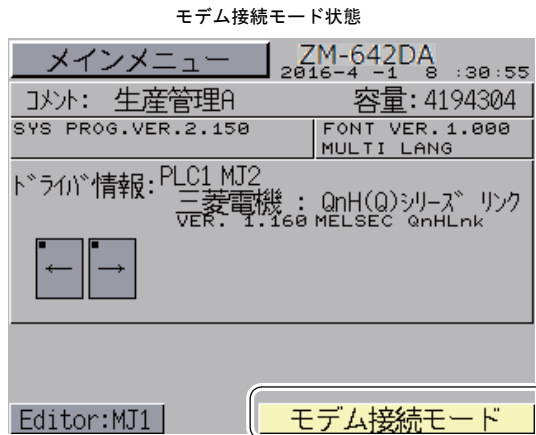 モデム接続モード状態
メインメニュー ZM-642DA
2016-4 -1 8 :30:55
コメント: 生産管理A 容量:4194304
SYS PROG.VER.2.150 FONT VER.1.000
MULTI LANG
ドライバ情報:PLC1 MJ2
三菱電機 : QnH(Q)シリーズ リンク
VER. 1.160 MELSEC QnHLnk
← →
Editor:MJ1 モデム接続モード